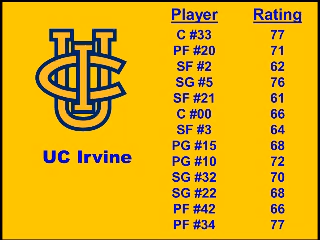 UCI
UC Irvine
Player Rating
C #33 77
PF #20 71
SF #2 62
SG #5 76
SF #21 61
C #00 66
SF #3 64
PG #15 68
PG #10 72
SG #32 70
SG #22 68
PF #42 66
PF #34 77